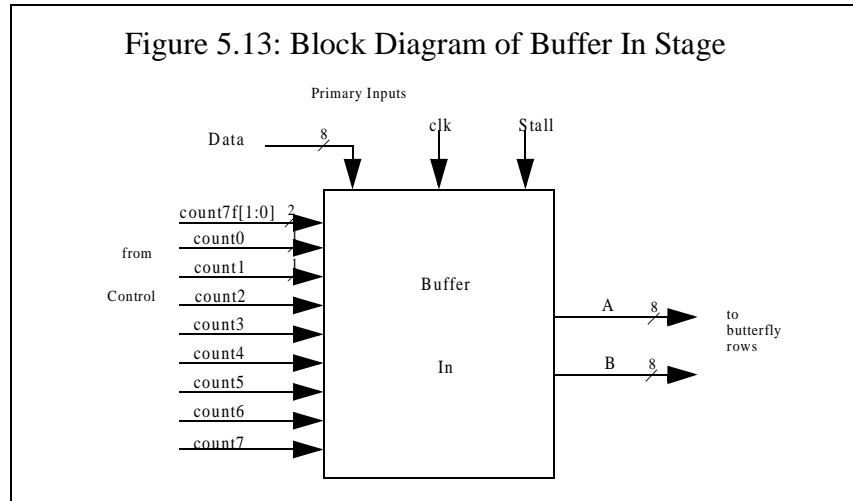 Figure 5.13: Block Diagram of Buffer In Stage
Primary Inputs
Data
8
clk
Stall
count7f[1:0]
2
count0
1
count1
1
count2
count3
count4
count5
count6
count7
from
Control
Buffer
In
A
8
B
8
to
butterfly
rows